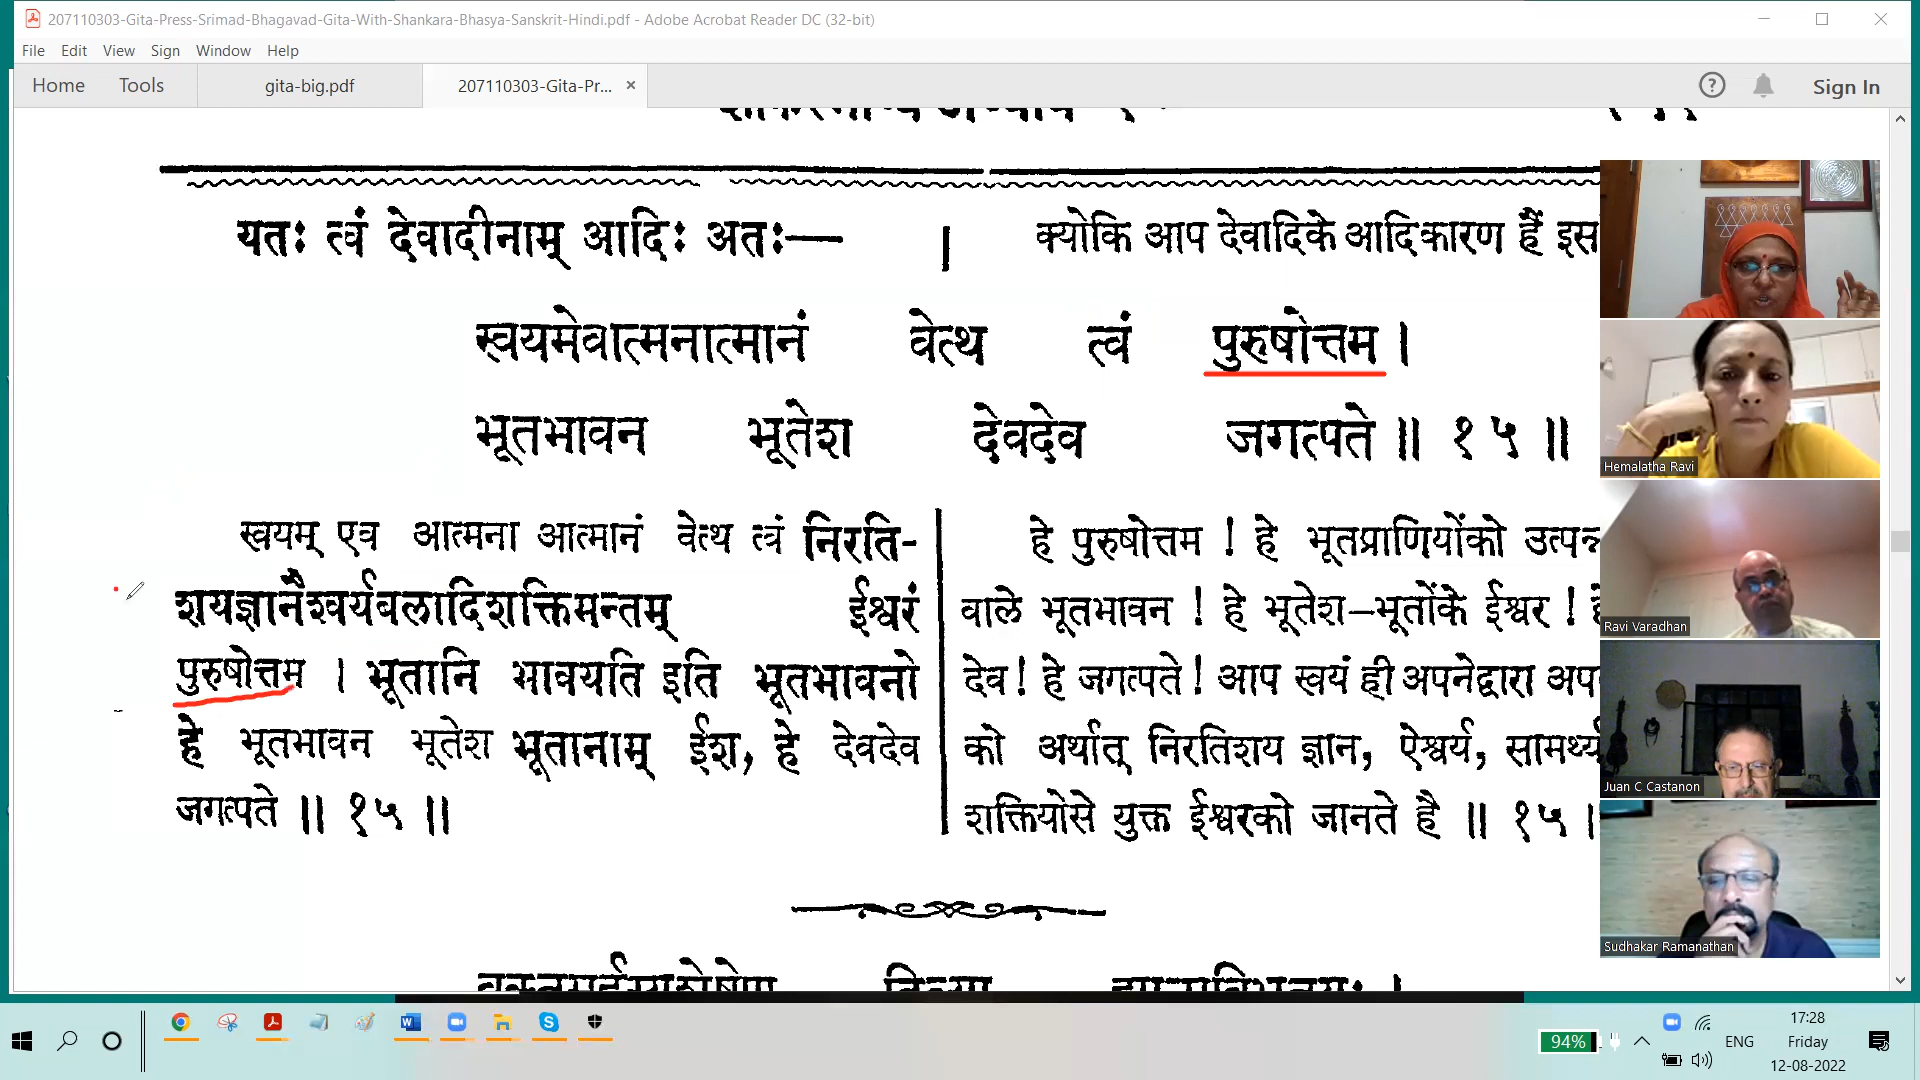 207110303-Gita-Press-Srimad-Bhagavad-Gita-With-Shankara-Bhasya-Sanskrit-Hindi.pdf - Adobe Acrobat Reader DC (32-bit)
File Edit View Sign Window Help
Home Tools gita-big.pdf 207110303-Gita-Pr... × Sign In
यतः त्वं देवादीनाम् आदिः अतः— । क्योकि आप देवादिके आदिकारण हैं इस
स्वयमेवात्मनात्मानं वेत्थ त्वं पुरुषोत्तम ।
भूतभावन भूतेश देवदेव जगत्पते ॥ १५ ॥
स्वयम् एव आत्मना आत्मानं वेत्थ त्वं निरति-
शयज्ञानैश्वर्यबलादिशक्तिमन्तम् ईश्वरं
पुरुषोत्तम । भूतानि भावयति इति भूतभावनो
हे भूतभावन भूतेश भूतानाम् ईश, हे देवदेव
जगत्पते ॥ १५ ॥
हे पुरुषोत्तम ! हे भूतप्राणियोंको उत्पन्न
वाले भूतभावन ! हे भूतेश–भूतोंके ईश्वर ! हे
देव ! हे जगत्पते ! आप स्वयं ही अपनेद्वारा अप
को अर्थात् निरतिशय ज्ञान, ऐश्वर्य, सामर्थ्य
शक्तियोसे युक्त ईश्वरको जानते है ॥ १५ ।
Hemalatha Ravi
Ravi Varadhan
Juan C Castanon
Sudhakar Ramanathan
94% ENG 17:28
Friday
12-08-2022